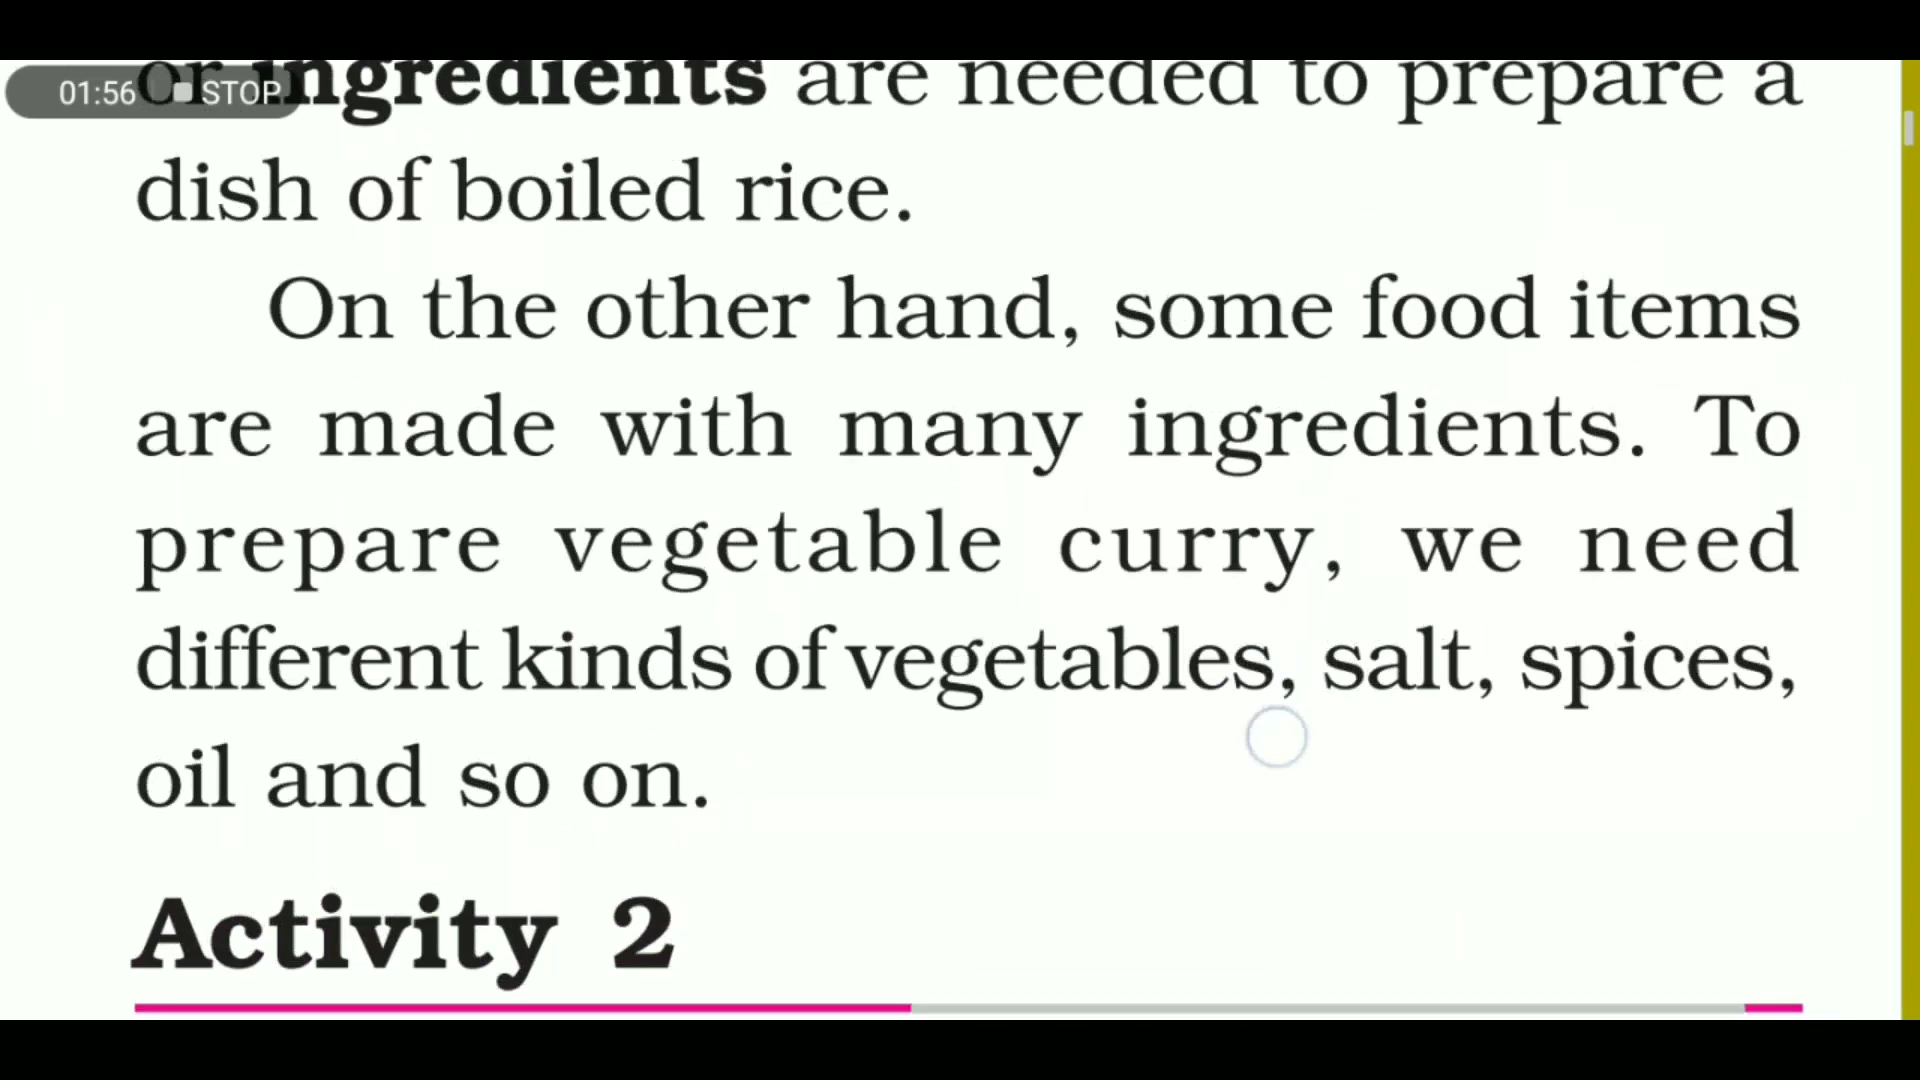 01:56 STOP
or ingredients are needed to prepare a
dish of boiled rice.
On the other hand, some food items
are made with many ingredients. To
prepare vegetable curry, we need
different kinds of vegetables, salt, spices,
oil and so on.
Activity 2